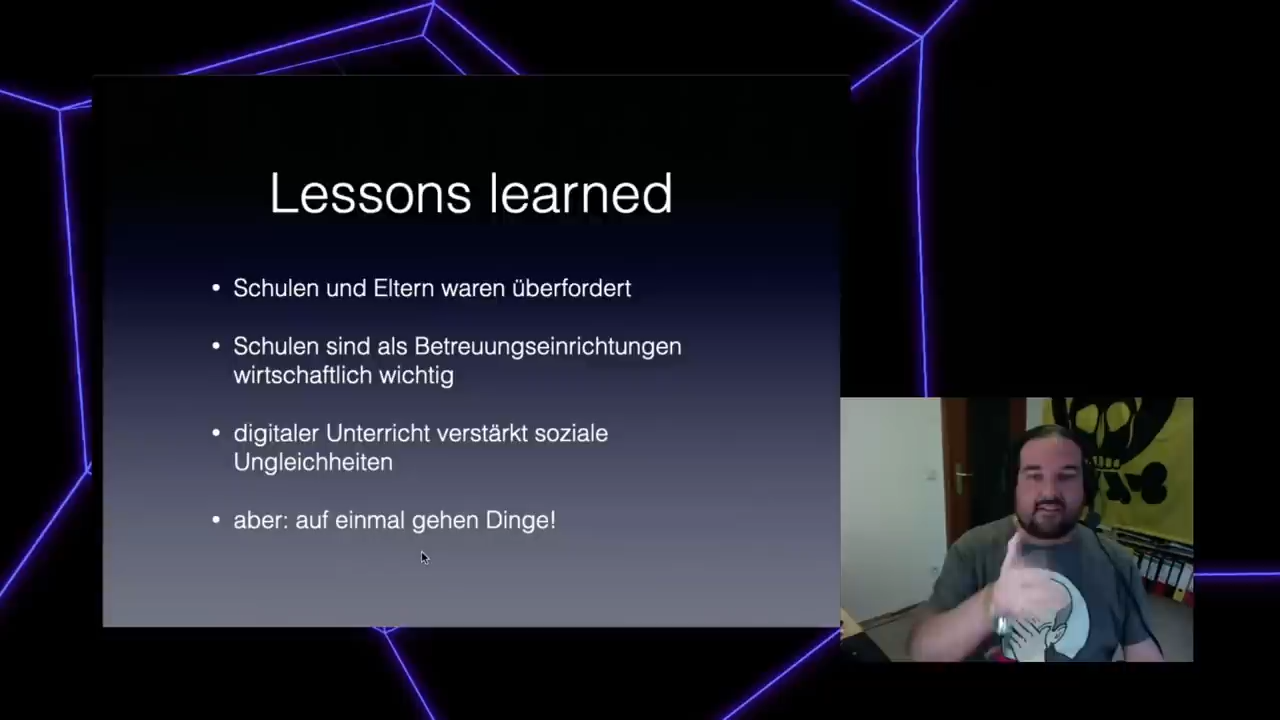 Lessons learned
• Schulen und Eltern waren überfordert
• Schulen sind als Betreuungseinrichtungen
wirtschaftlich wichtig
• digitaler Unterricht verstärkt soziale
Ungleichheiten
• aber: auf einmal gehen Dinge!